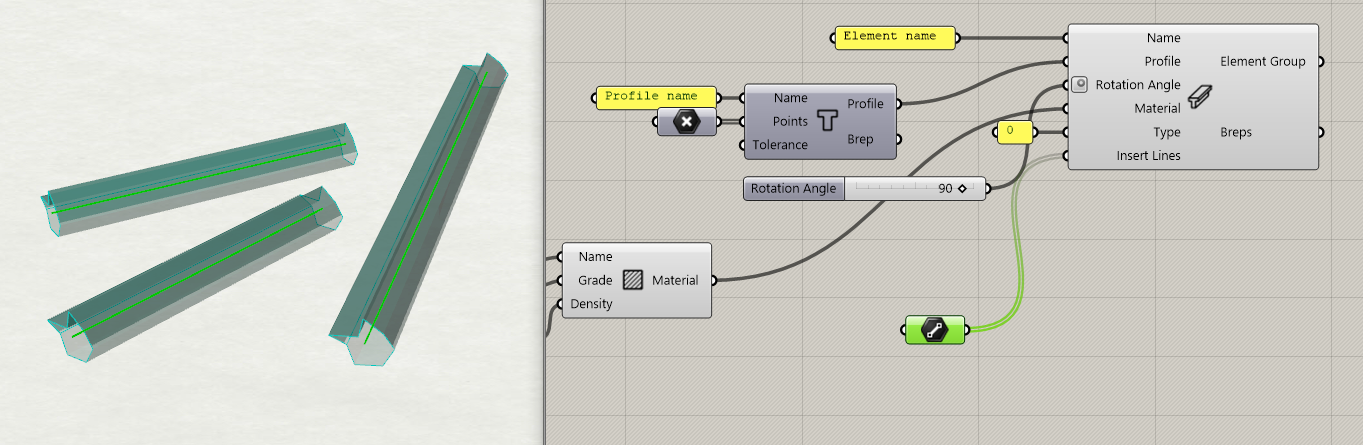 Element name
Name
Profile
Element Group
Rotation Angle
Material
Type
Breps
Insert Lines
Profile name
Name
Profile
Points
Brep
Tolerance
0
Rotation Angle
90
Name
Grade
Material
Density